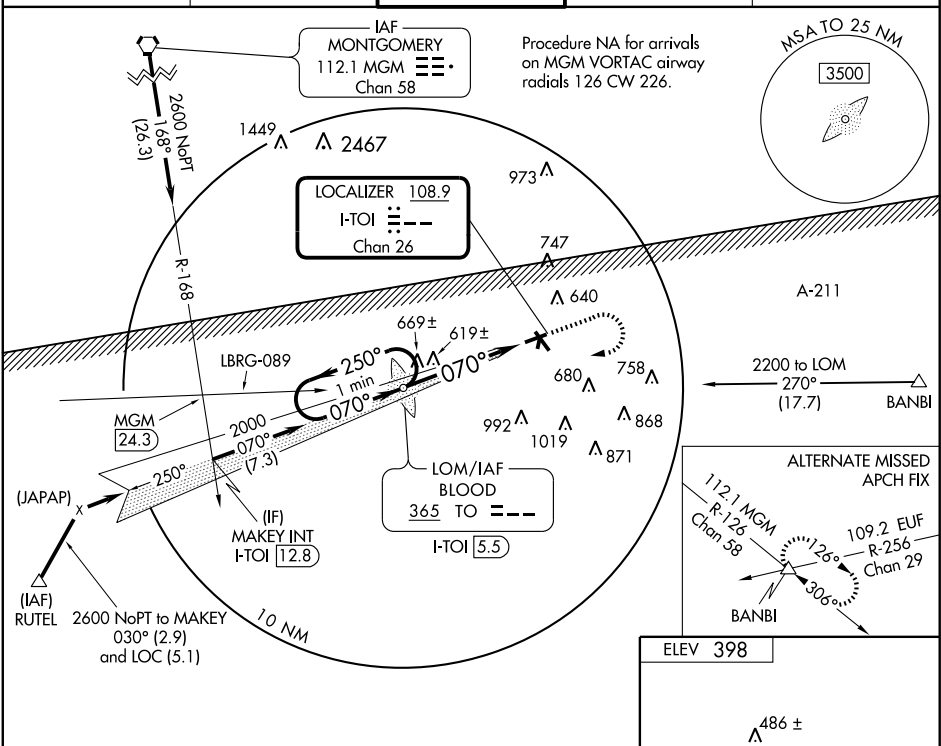 IAF
MONTGOMERY
112.1 MGM
Chan 58
Procedure NA for arrivals
on MGM VORTAC airway
radials 126 CW 226.
MSA TO 25 NM
3500
2600 NoPT
168°
(26.3)
1449
2467
973
LOCALIZER 108.9
I-TOI
Chan 26
747
R-168
640
A-211
669 ±
619 ±
LBRG-089
250°
1 min
070°
070°
680
758
2200 to LOM
270°
(17.7)
BANBI
MGM
24.3
2000
070°
(7.3)
250°
992
1019
868
871
(JAPAP)
X
LOM/IAF
BLOOD
365 TO
I-TOI 5.5
(IF)
MAKEY INT
I-TOI 12.8
(IAF)
RUTEL
2600 NoPT to MAKEY
030° (2.9)
and LOC (5.1)
10 NM
ALTERNATE MISSED
APCH FIX
112.1 MGM
R-126
Chan 58
109.2 EUF
R-256
Chan 29
126°
306°
BANBI
ELEV 398
486 ±